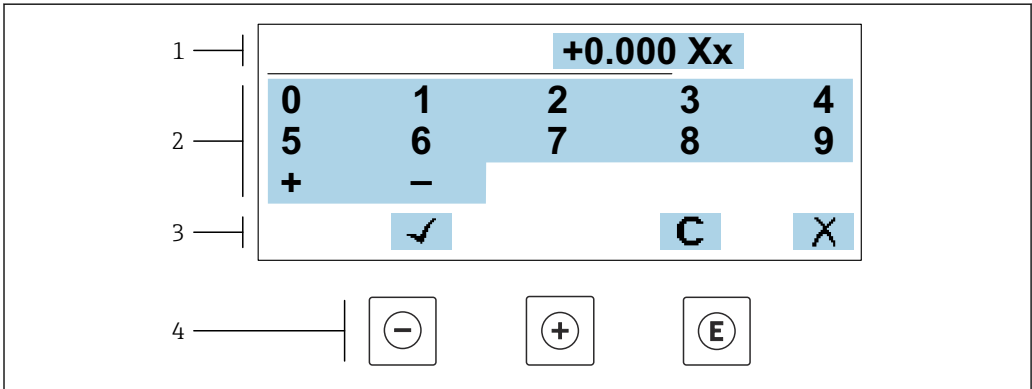 1 +0.000 Xx
2 0 1 2 3 4
5 6 7 8 9
+ –
3 ✓ C X
4 – + E